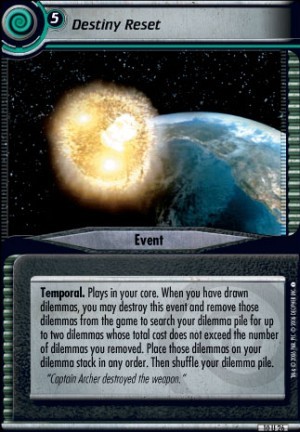 5 Destiny Reset
Event
Temporal. Plays in your core. When you have drawn
dilemmas, you may destroy this event and remove those
dilemmas from the game to search your dilemma pile for up
to two dilemmas whose total cost does not exceed the
number of dilemmas you removed. Place those dilemmas on your
dilemma stack in any order. Then shuffle your dilemma pile.
"Captain Archer destroyed the weapon."